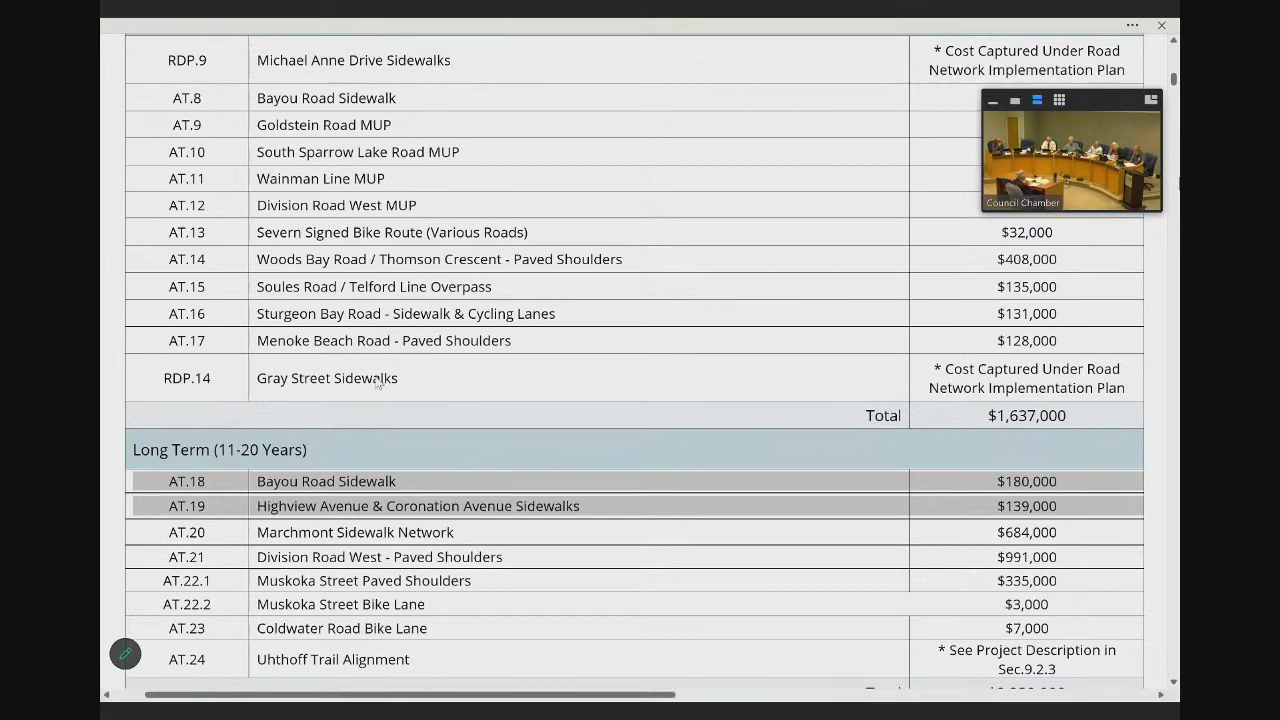 RDP.9 Michael Anne Drive Sidewalks * Cost Captured Under Road Network Implementation Plan
AT.8 Bayou Road Sidewalk
AT.9 Goldstein Road MUP
AT.10 South Sparrow Lake Road MUP
AT.11 Wainman Line MUP
AT.12 Division Road West MUP
Council Chamber
AT.13 Severn Signed Bike Route (Various Roads) $32,000
AT.14 Woods Bay Road / Thomson Crescent - Paved Shoulders $408,000
AT.15 Soules Road / Telford Line Overpass $135,000
AT.16 Sturgeon Bay Road - Sidewalk & Cycling Lanes $131,000
AT.17 Menoke Beach Road - Paved Shoulders $128,000
RDP.14 Gray Street Sidewalks * Cost Captured Under Road Network Implementation Plan
Total $1,637,000
Long Term (11-20 Years)
AT.18 Bayou Road Sidewalk $180,000
AT.19 Highview Avenue & Coronation Avenue Sidewalks $139,000
AT.20 Marchmont Sidewalk Network $684,000
AT.21 Division Road West - Paved Shoulders $991,000
AT.22.1 Muskoka Street Paved Shoulders $335,000
AT.22.2 Muskoka Street Bike Lane $3,000
AT.23 Coldwater Road Bike Lane $7,000
AT.24 Uhthoff Trail Alignment * See Project Description in Sec.9.2.3